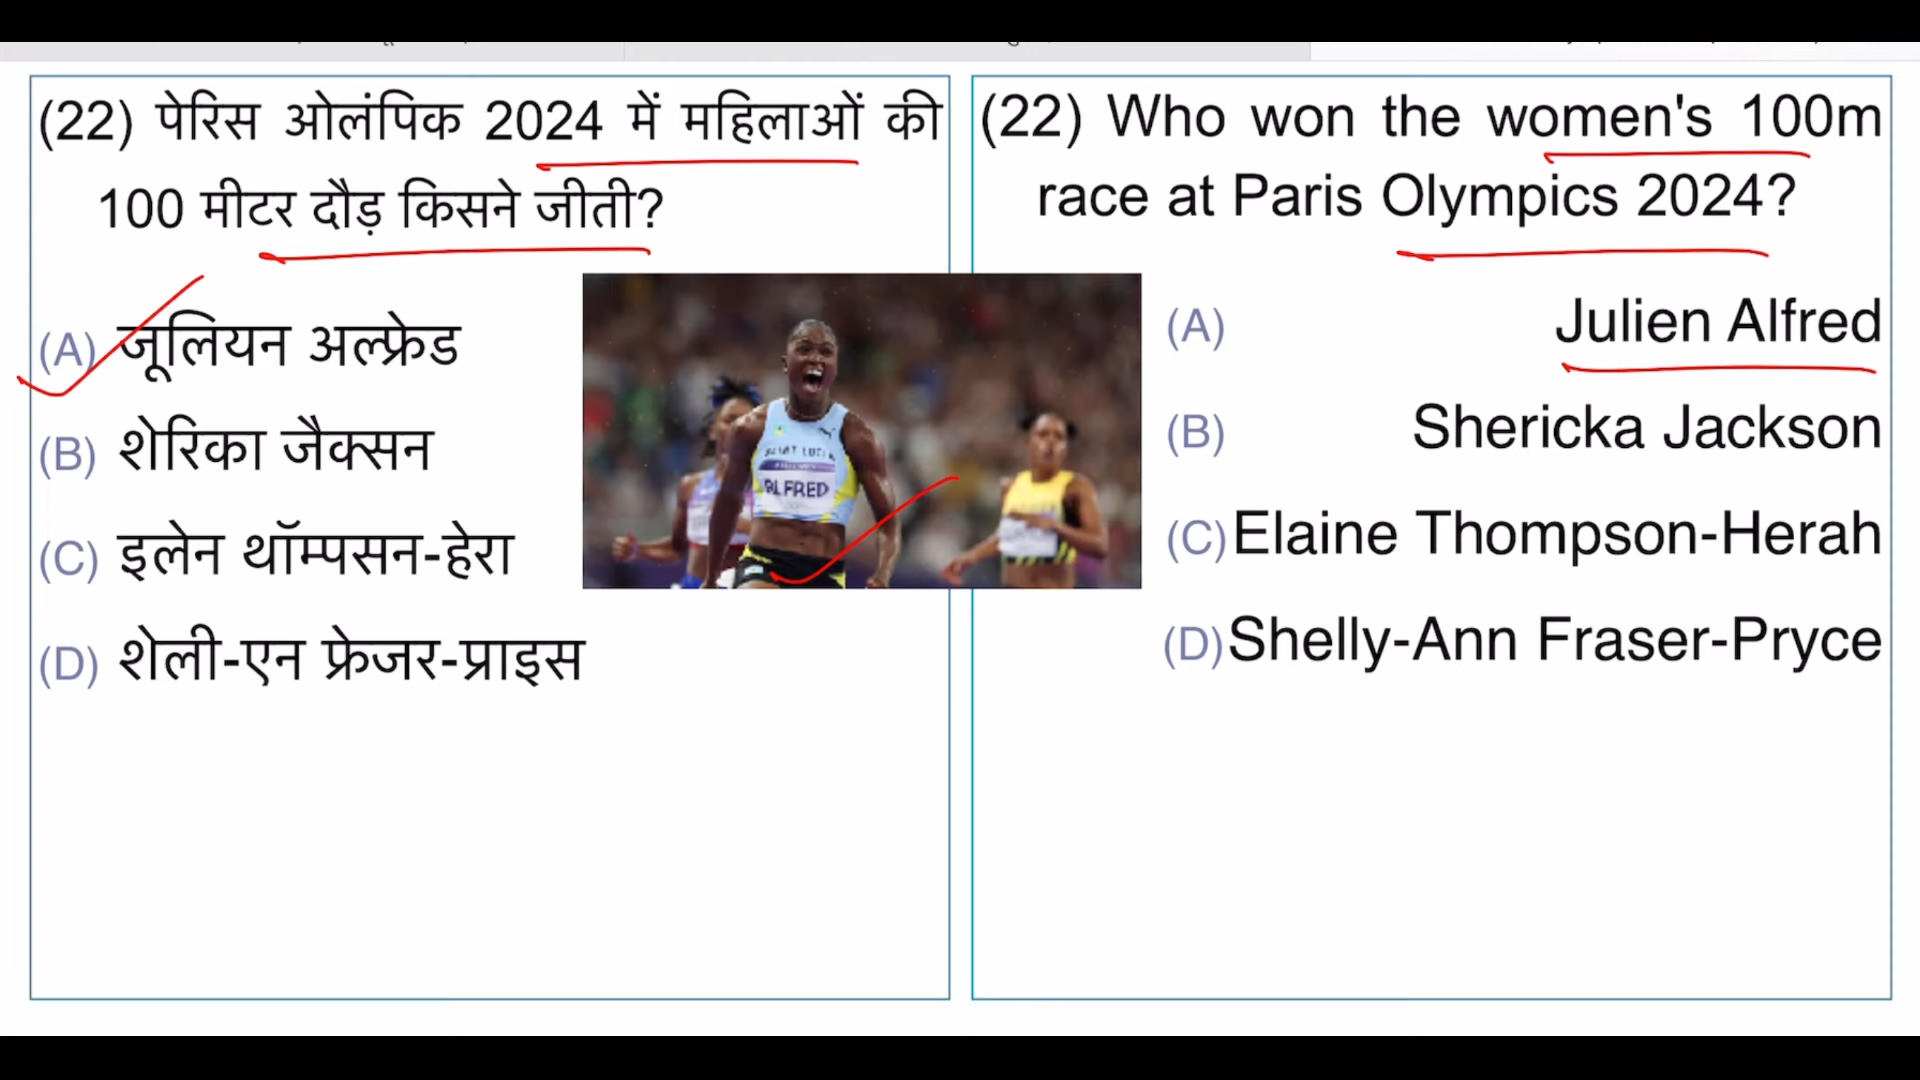 (22) पेरिस ओलंपिक 2024 में महिलाओं की
100 मीटर दौड़ किसने जीती?
(A) जूलियन अल्फ्रेड
(B) शेरिका जैक्सन
(C) इलेन थॉम्पसन-हेरा
(D) शेली-एन फ्रेजर-प्राइस
ALFRED
(22) Who won the women's 100m
race at Paris Olympics 2024?
(A) Julien Alfred
(B) Shericka Jackson
(C) Elaine Thompson-Herah
(D) Shelly-Ann Fraser-Pryce